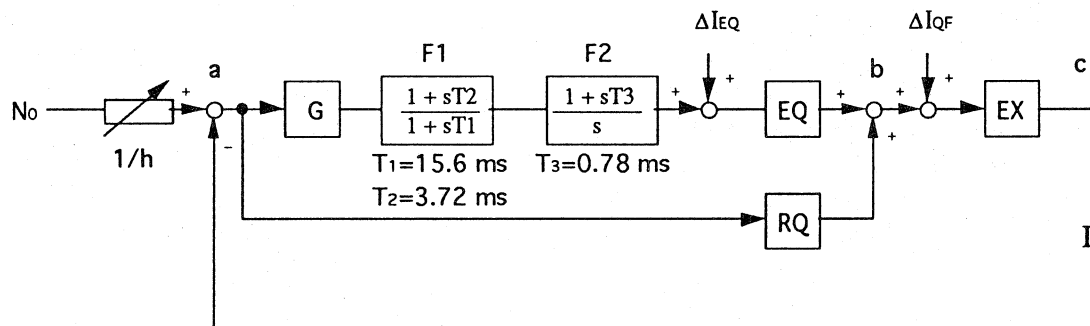 ΔIEQ
ΔIQF
F1
F2
a
b
c
N0
+
G
1 + sT2
1 + sT1
1 + sT3
s
+
+
EQ
+
+
+
EX
-
+
1/h
T1=15.6 ms
T3=0.78 ms
T2=3.72 ms
RQ
I